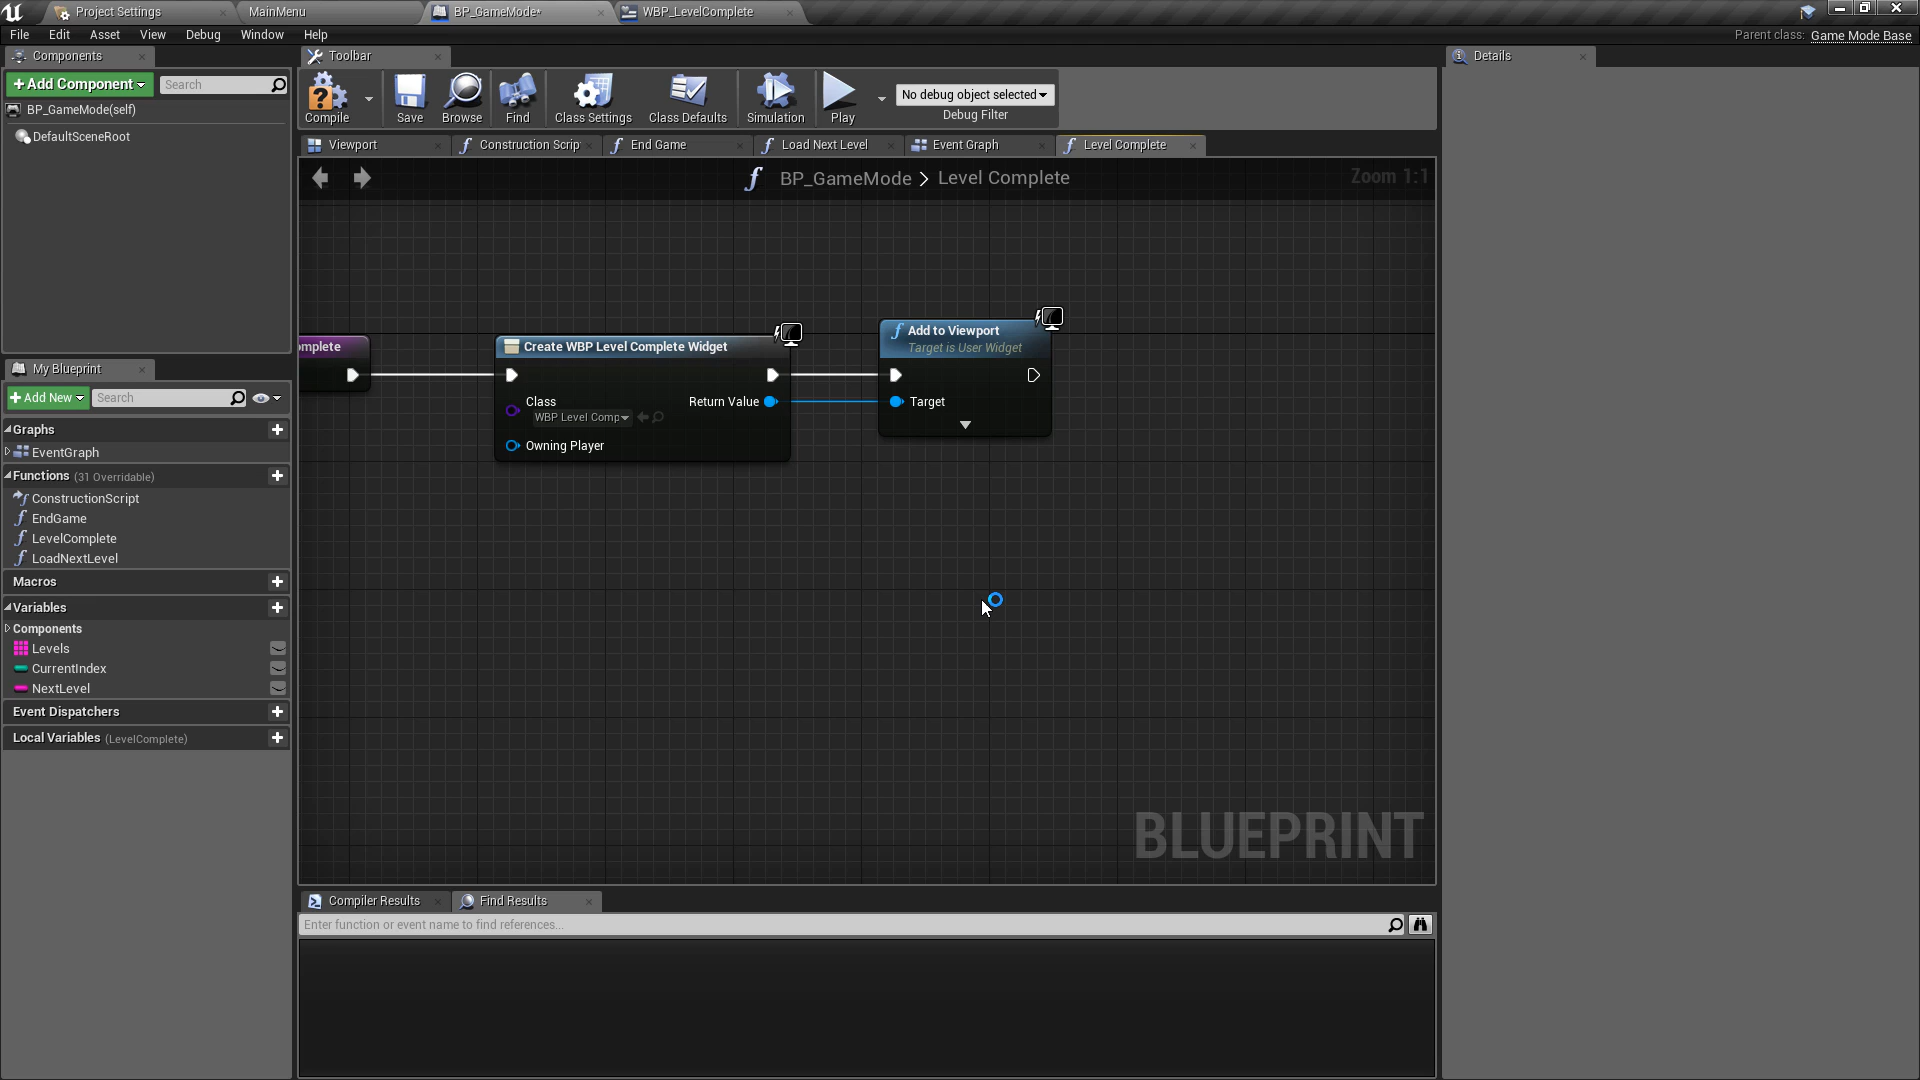 Project Settings
MainMenu
BP_GameMode*
WBP_LevelComplete
File Edit Asset View Debug Window Help
Parent class: Game Mode Base
Components
Toolbar
Details
+Add Component
Search
BP_GameMode(self)
DefaultSceneRoot
Compile
Save
Browse
Find
Class Settings
Class Defaults
Simulation
Play
No debug object selected
Debug Filter
Viewport
Construction Scrip
End Game
Load Next Level
Event Graph
Level Complete
BP_GameMode > Level Complete
Zoom 1:1
mplete
Create WBP Level Complete Widget
Class
WBP Level Comp
Return Value
Owning Player
Add to Viewport
Target is User Widget
Target
BLUEPRINT
My Blueprint
+Add New
Search
Graphs
EventGraph
Functions (31 Overridable)
ConstructionScript
EndGame
LevelComplete
LoadNextLevel
Macros
Variables
Components
Levels
CurrentIndex
NextLevel
Event Dispatchers
Local Variables (LevelComplete)
Compiler Results
Find Results
Enter function or event name to find references...